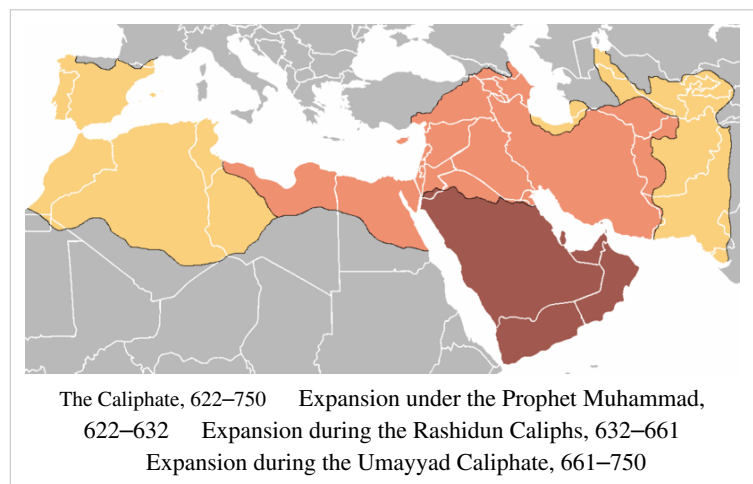 The Caliphate, 622–750 Expansion under the Prophet Muhammad,
622–632 Expansion during the Rashidun Caliphs, 632–661
Expansion during the Umayyad Caliphate, 661–750